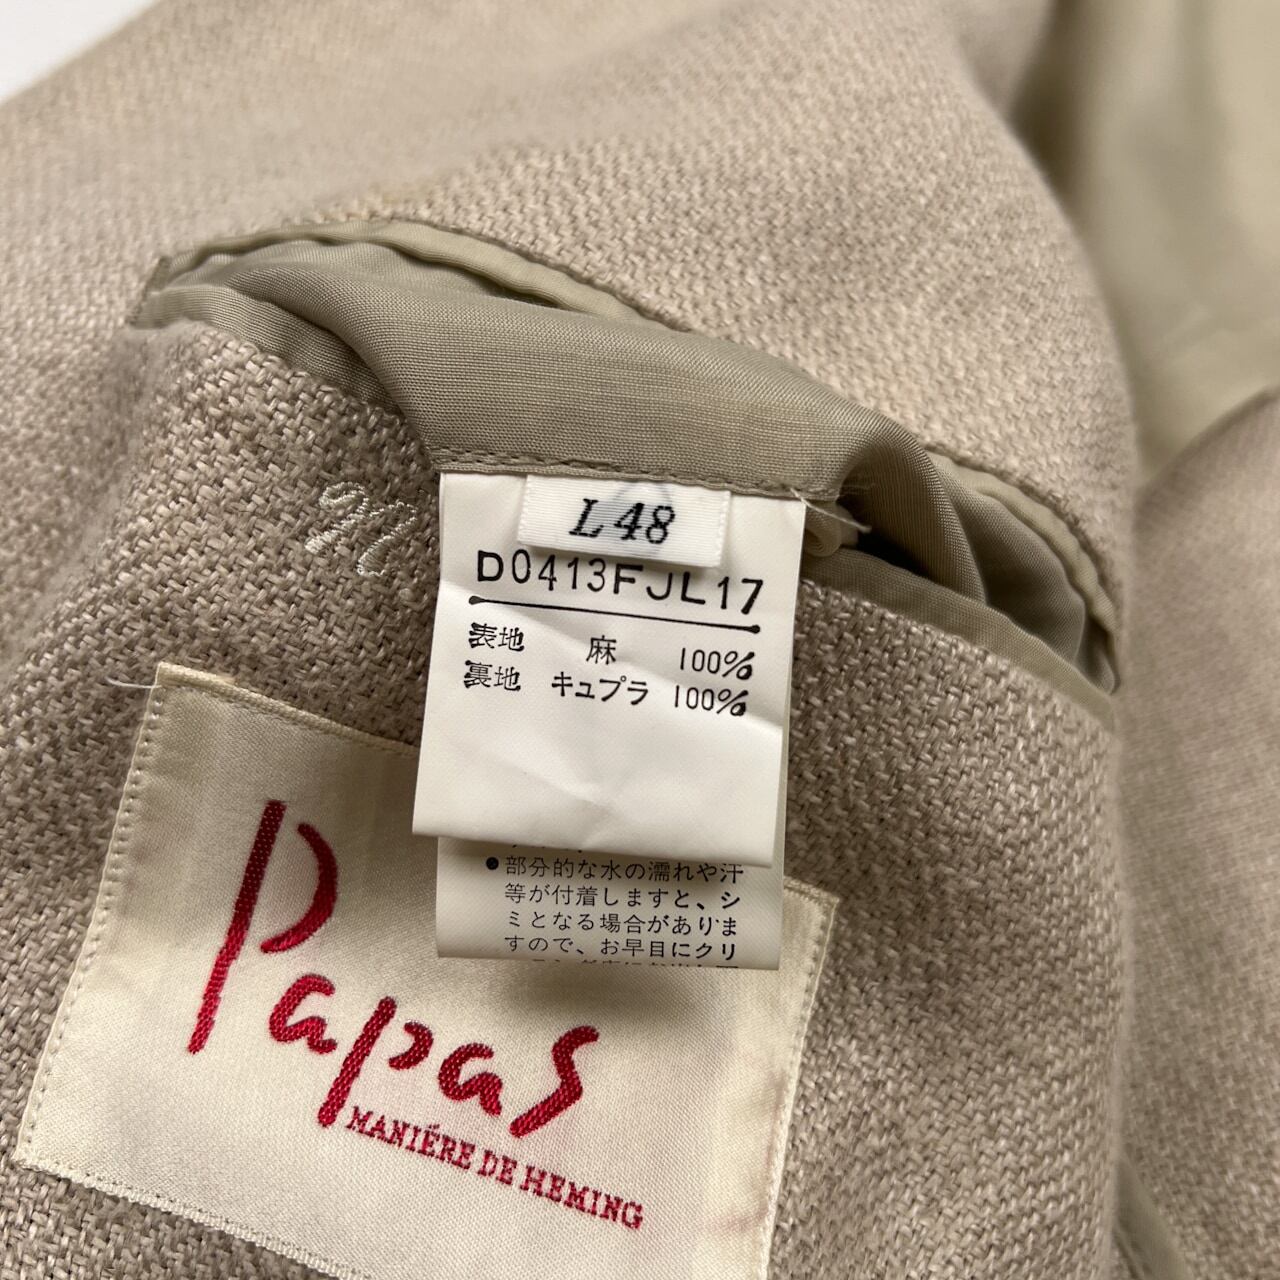 L48
D0413FJL17
表地 麻 100%
裏地 キュプラ 100%
●部分的な水の濡れや汗
等が付着しますと、シ
ミとなる場合がありま
すので、お早目にクリ
Papas
MANIÉRE DE HEMING